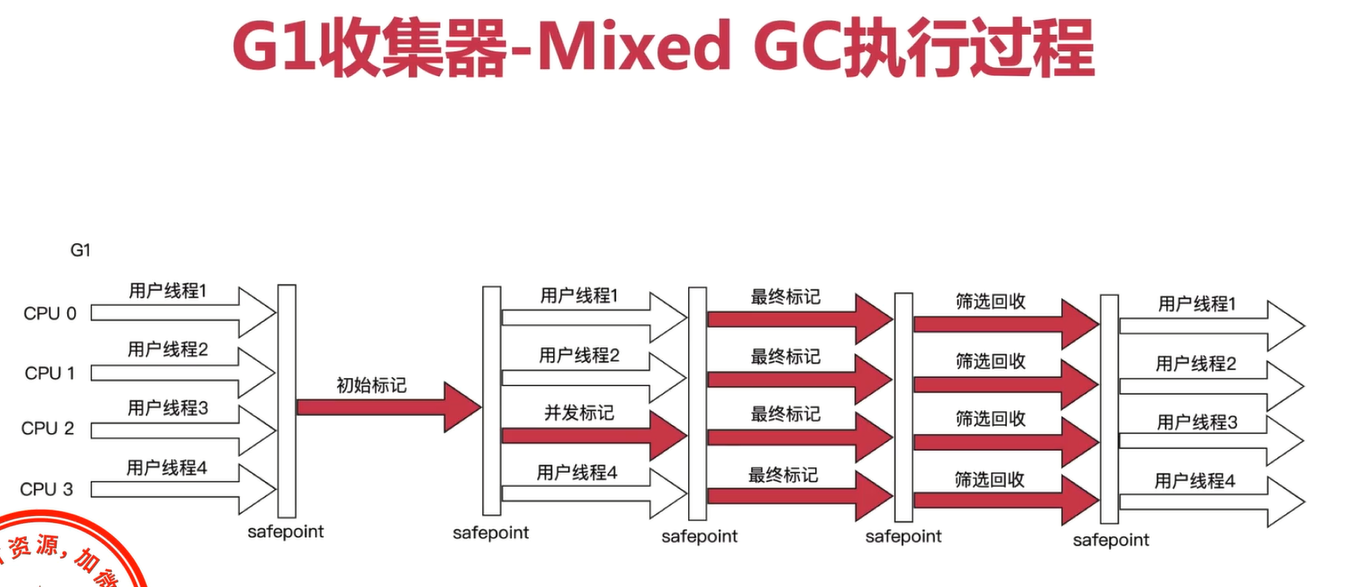 G1收集器-Mixed GC执行过程
G1
CPU 0
用户线程1
用户线程1
最终标记
筛选回收
用户线程1
CPU 1
用户线程2
用户线程2
最终标记
筛选回收
用户线程2
初始标记
CPU 2
用户线程3
并发标记
最终标记
筛选回收
用户线程3
CPU 3
用户线程4
用户线程4
最终标记
筛选回收
用户线程4
safepoint
safepoint
safepoint
safepoint
safepoint
资源，加微